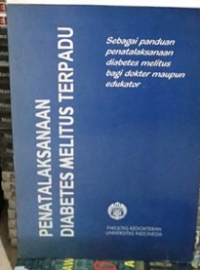 PENATALAKSANAAN
DIABETES MELITUS TERPADU
Sebagai panduan
penatalaksanaan
diabetes melitus
bagi dokter maupun
edukator
FAKULTAS KEDOKTERAN
UNIVERSITAS INDONESIA